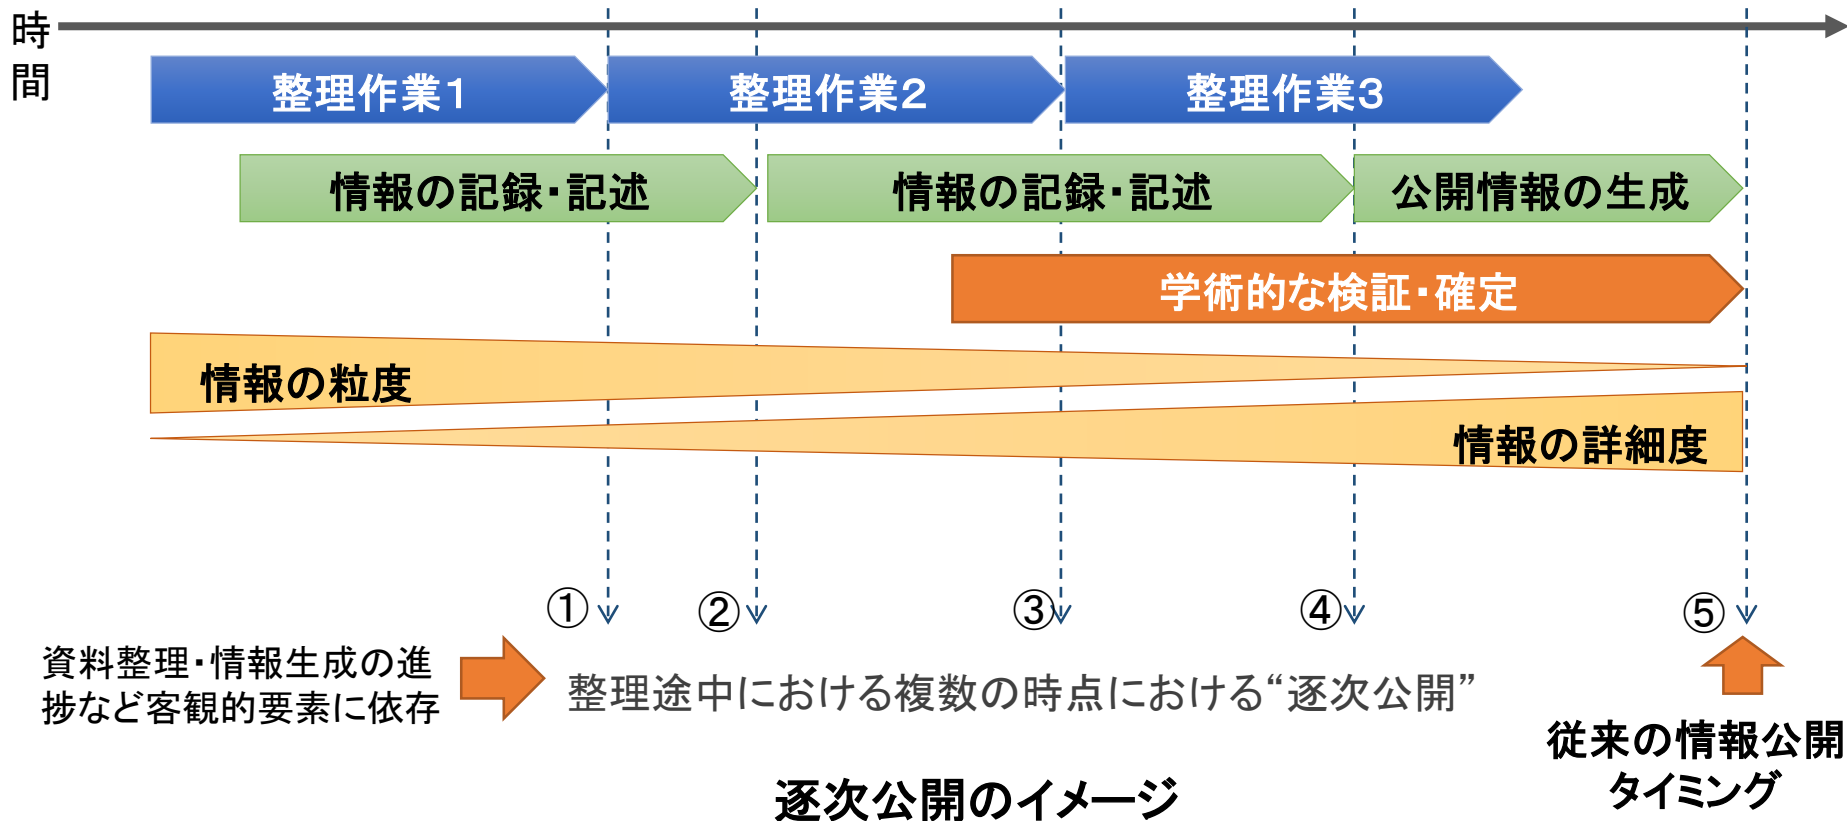 時
間
整理作業１
整理作業２
整理作業３
情報の記録・記述
情報の記録・記述
公開情報の生成
学術的な検証・確定
情報の粒度
情報の詳細度
①
②
③
④
⑤
資料整理・情報生成の進
捗など客観的要素に依存
整理途中における複数の時点における“逐次公開”
従来の情報公開
タイミング
逐次公開のイメージ